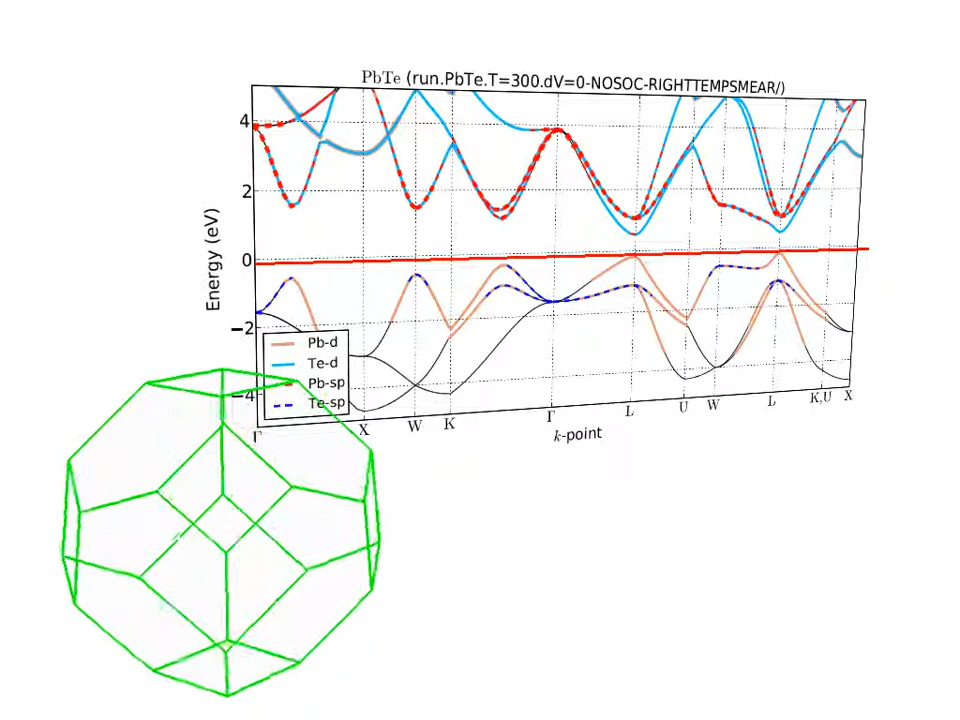 PbTe (run.PbTe.T=300.dV=0-NOSOC-RIGHTTEMPSMEAR/)
4
2
0
−2
−4
Energy (eV)
Pb-d
Te-d
Pb-sp
Te-sp
Γ X W K Γ L U W L K,U X
k-point